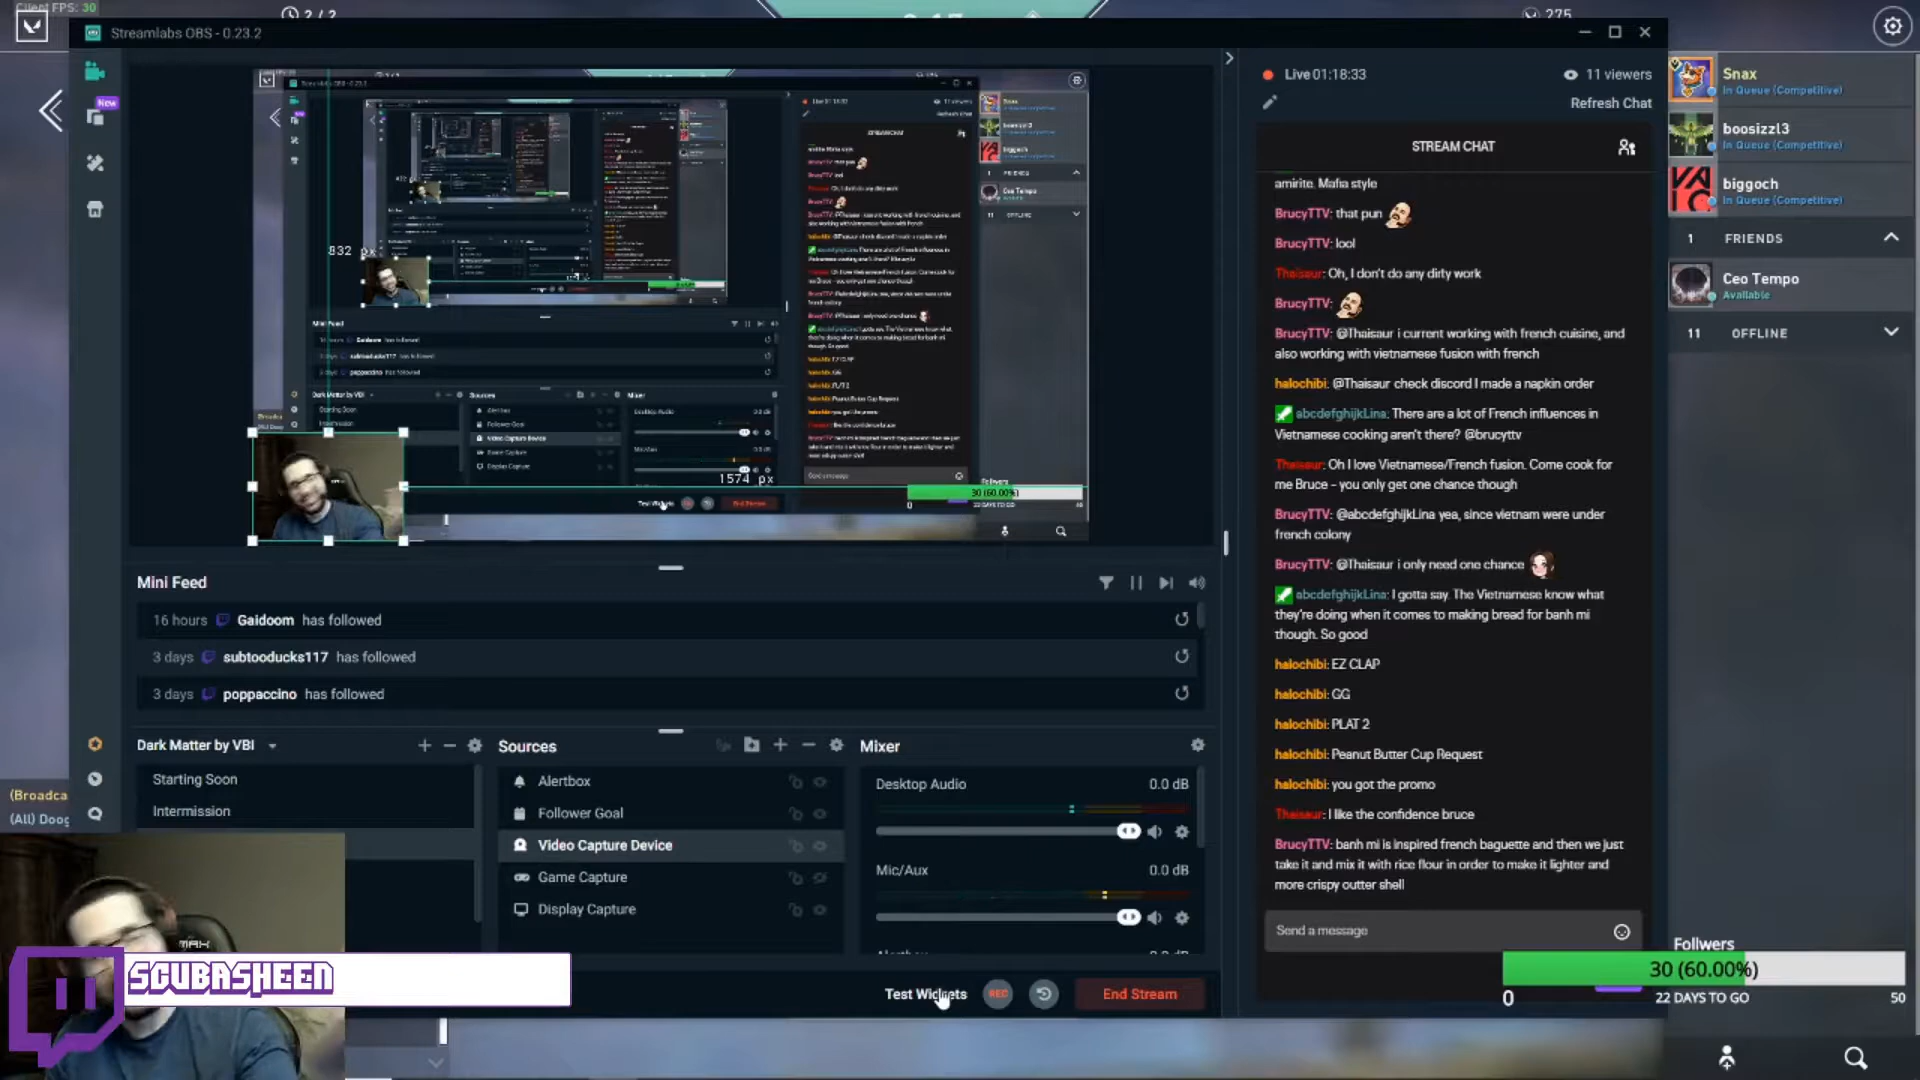 Client FPS: 30
2 / 2
275
Streamlabs OBS - 0.23.2
New
832 px
1574 px
Mini Feed
16 hours Gaidoom has followed
3 days subtooducks117 has followed
3 days poppaccino has followed
Dark Matter by VBI
Starting Soon
Intermission
Sources
Alertbox
Follower Goal
Video Capture Device
Game Capture
Display Capture
Mixer
Desktop Audio 0.0 dB
Mic/Aux 0.0 dB
Test Widgets
REC
End Stream
Live 01:18:33
11 viewers
Refresh Chat
STREAM CHAT
amirite. Mafia style
BrucyTTV: that pun
BrucyTTV: lool
Thaisaur: Oh, I don't do any dirty work
BrucyTTV:
BrucyTTV: @Thaisaur i current working with french cuisine, and
also working with vietnamese fusion with french
halochibi: @Thaisaur check discord I made a napkin order
abcdefghijkLina: There are a lot of French influences in
Vietnamese cooking aren't there? @brucyttv
Thaisaur: Oh I love Vietnamese/French fusion. Come cook for
me Bruce - you only get one chance though
BrucyTTV: @abcdefghijkLina yea, since vietnam were under
french colony
BrucyTTV: @Thaisaur i only need one chance
abcdefghijkLina: I gotta say. The Vietnamese know what
they're doing when it comes to making bread for banh mi
though. So good
halochibi: EZ CLAP
halochibi: GG
halochibi: PLAT 2
halochibi: Peanut Butter Cup Request
halochibi: you got the promo
Thaisaur: I like the confidence bruce
BrucyTTV: banh mi is inspired french baguette and then we just
take it and mix it with rice flour in order to make it lighter and
more crispy outter shell
Send a message
Snax
In Queue (Competitive)
boosizzl3
In Queue (Competitive)
biggoch
In Queue (Competitive)
1 FRIENDS
Ceo Tempo
Available
11 OFFLINE
(Broadca
(All) Doog
SCUBASHEEN
Follwers
30 (60.00%)
0
22 DAYS TO GO
50